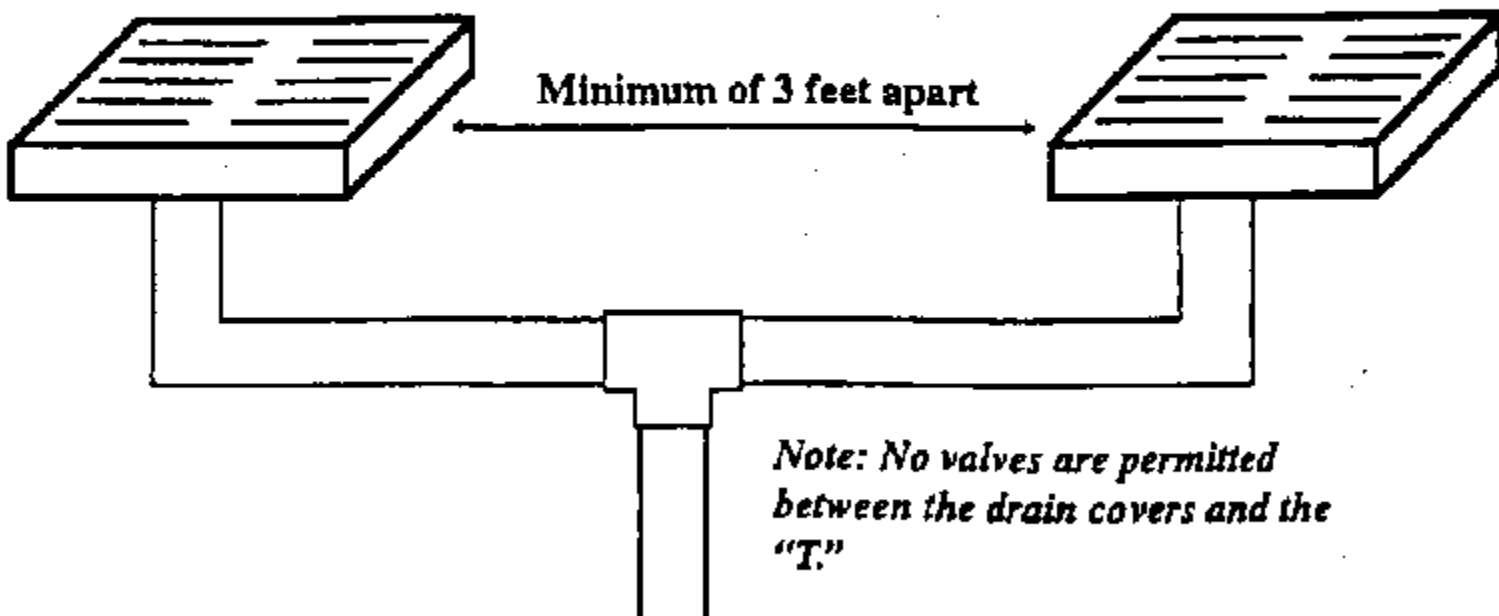 Minimum of 3 feet apart
Note: No valves are permitted
between the drain covers and the
“T.”